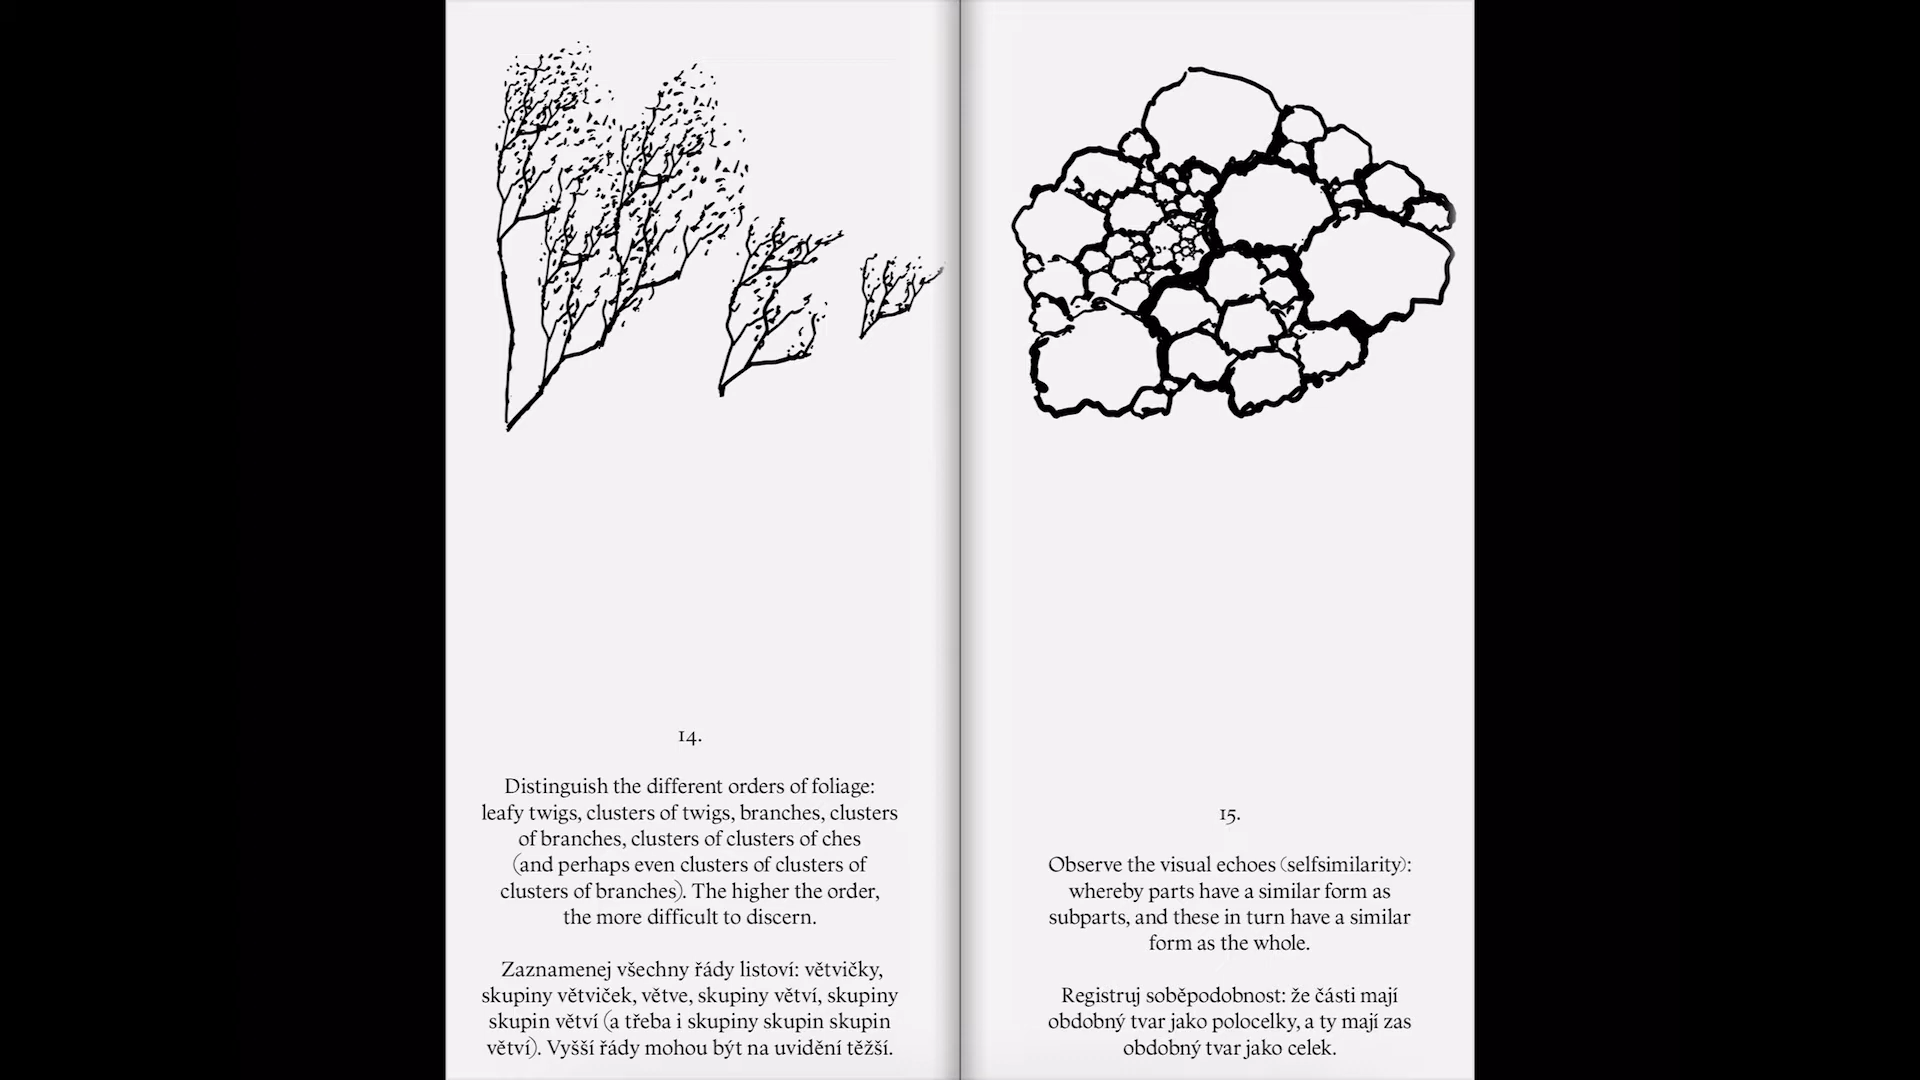 14.
Distinguish the different orders of foliage:
leafy twigs, clusters of twigs, branches, clusters
of branches, clusters of clusters of ches
(and perhaps even clusters of clusters of
clusters of branches). The higher the order,
the more difficult to discern.
Zaznamenej všechny řády listoví: větvičky,
skupiny větviček, větve, skupiny větví, skupiny
skupin větví (a třeba i skupiny skupin skupin
větví). Vyšší řády mohou být na uvidění těžší.
15.
Observe the visual echoes (selfsimilarity):
whereby parts have a similar form as
subparts, and these in turn have a similar
form as the whole.
Registruj soběpodobnost: že části mají
obdobný tvar jako polocelky, a ty mají zas
obdobný tvar jako celek.